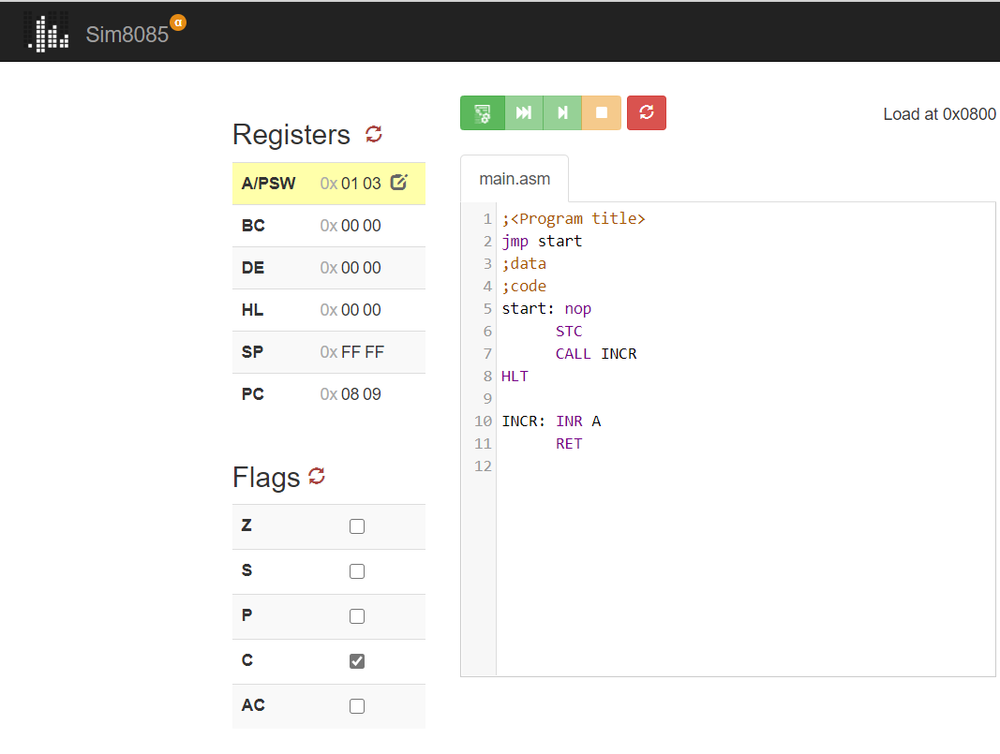 Sim8085 α
Load at 0x0800
Registers
A/PSW 0x 01 03
BC 0x 00 00
DE 0x 00 00
HL 0x 00 00
SP 0x FF FF
PC 0x 08 09
Flags
Z
S
P
C
AC
main.asm
1 ;<Program title>
2 jmp start
3 ;data
4 ;code
5 start: nop
6 STC
7 CALL INCR
8 HLT
9
10 INCR: INR A
11 RET
12